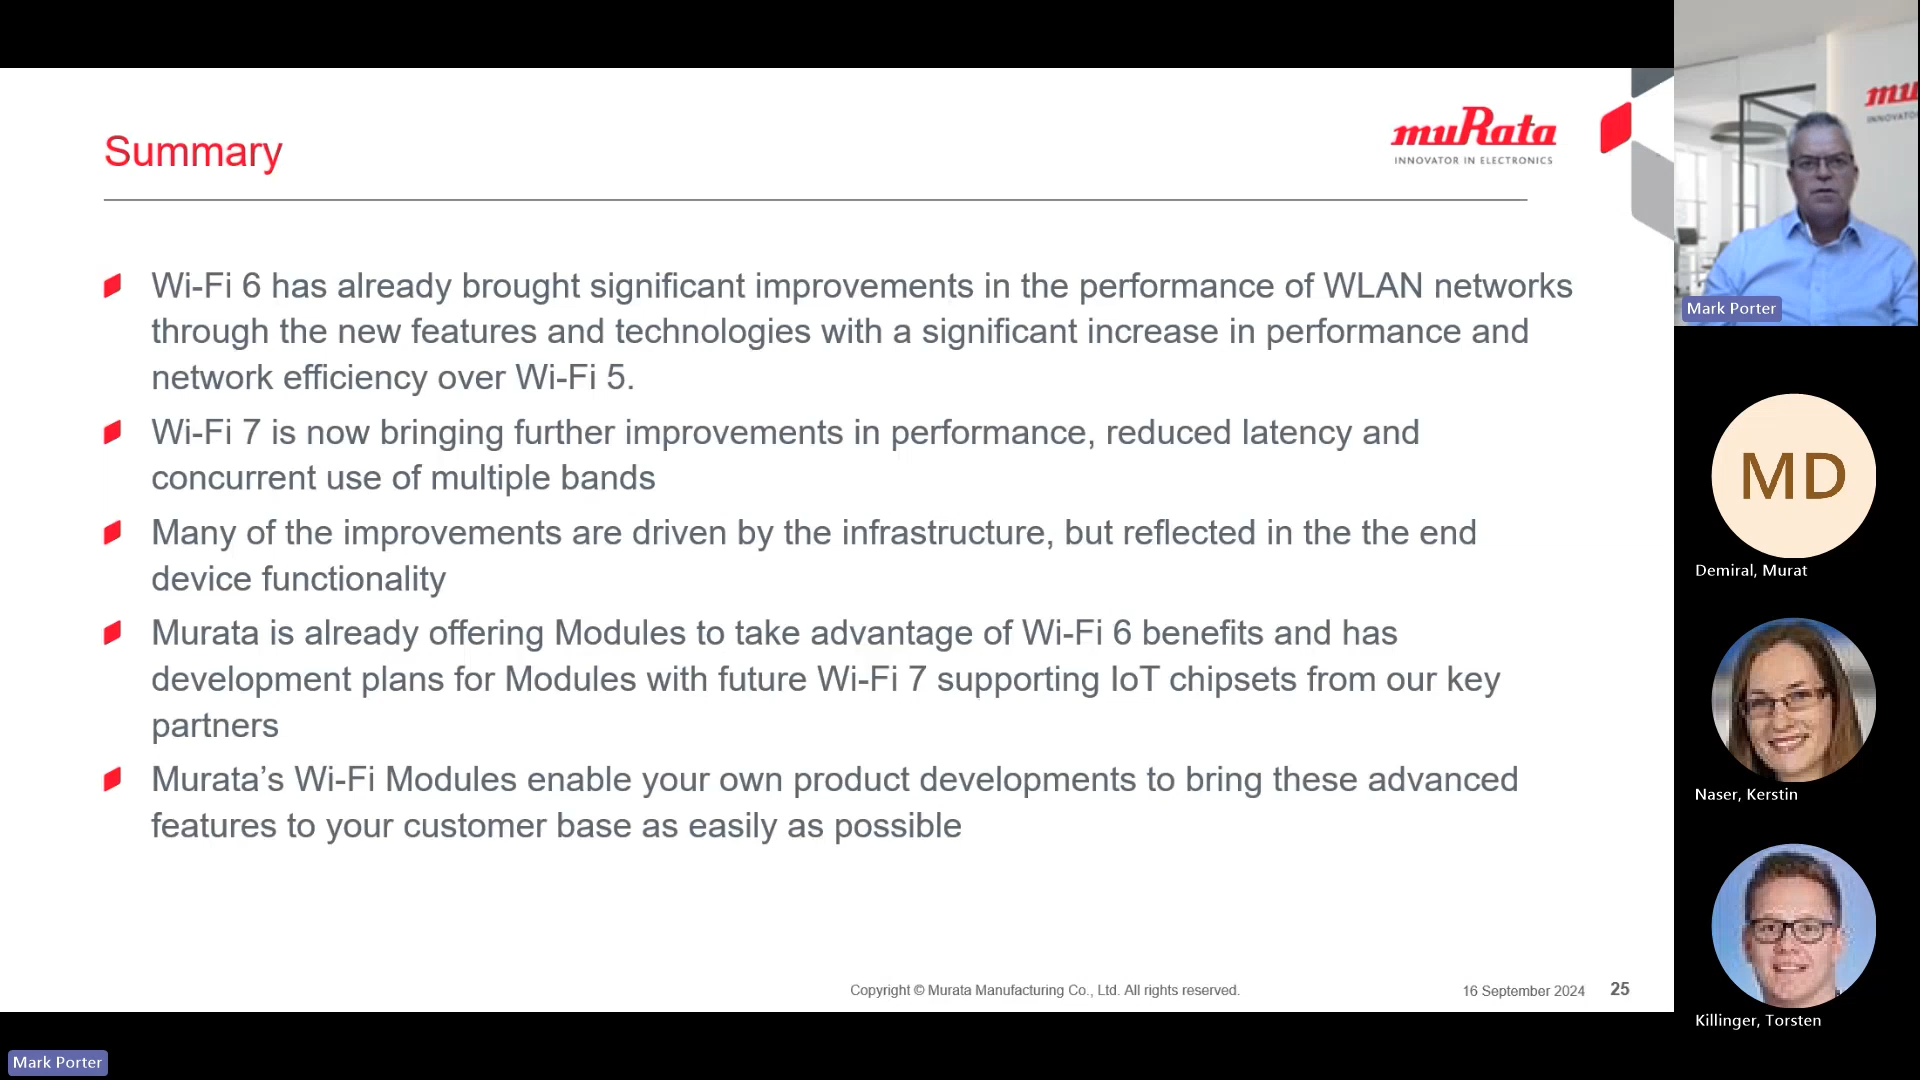 Summary
muRata
INNOVATOR IN ELECTRONICS
Wi-Fi 6 has already brought significant improvements in the performance of WLAN networks
through the new features and technologies with a significant increase in performance and
network efficiency over Wi-Fi 5.
Wi-Fi 7 is now bringing further improvements in performance, reduced latency and
concurrent use of multiple bands
Many of the improvements are driven by the infrastructure, but reflected in the the end
device functionality
Murata is already offering Modules to take advantage of Wi-Fi 6 benefits and has
development plans for Modules with future Wi-Fi 7 supporting IoT chipsets from our key
partners
Murata’s Wi-Fi Modules enable your own product developments to bring these advanced
features to your customer base as easily as possible
Copyright © Murata Manufacturing Co., Ltd. All rights reserved.
16 September 2024
25
mu
INNOVATO
Mark Porter
MD
Demiral, Murat
Naser, Kerstin
Killinger, Torsten
Mark Porter